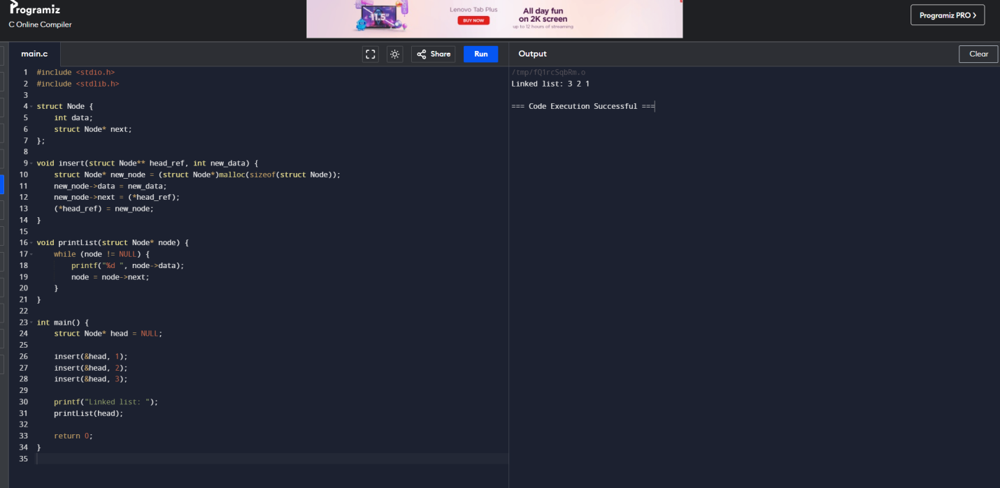 Programiz
C Online Compiler
11.5"
Lenovo Tab Plus
BUY NOW
All day fun
on 2K screen
up to 12 hours of streaming
Programiz PRO >
main.c
Share
Run
Output
Clear
1 #include <stdio.h>
2 #include <stdlib.h>
3
4 struct Node {
5     int data;
6     struct Node* next;
7 };
8
9 void insert(struct Node** head_ref, int new_data) {
10     struct Node* new_node = (struct Node*)malloc(sizeof(struct Node));
11     new_node->data = new_data;
12     new_node->next = (*head_ref);
13     (*head_ref) = new_node;
14 }
15
16 void printList(struct Node* node) {
17     while (node != NULL) {
18         printf("%d ", node->data);
19         node = node->next;
20     }
21 }
22
23 int main() {
24     struct Node* head = NULL;
25
26     insert(&head, 1);
27     insert(&head, 2);
28     insert(&head, 3);
29
30     printf("Linked list: ");
31     printList(head);
32
33     return 0;
34 }
35
/tmp/fQ1rcSqbRm.o
Linked list: 3 2 1
=== Code Execution Successful ===